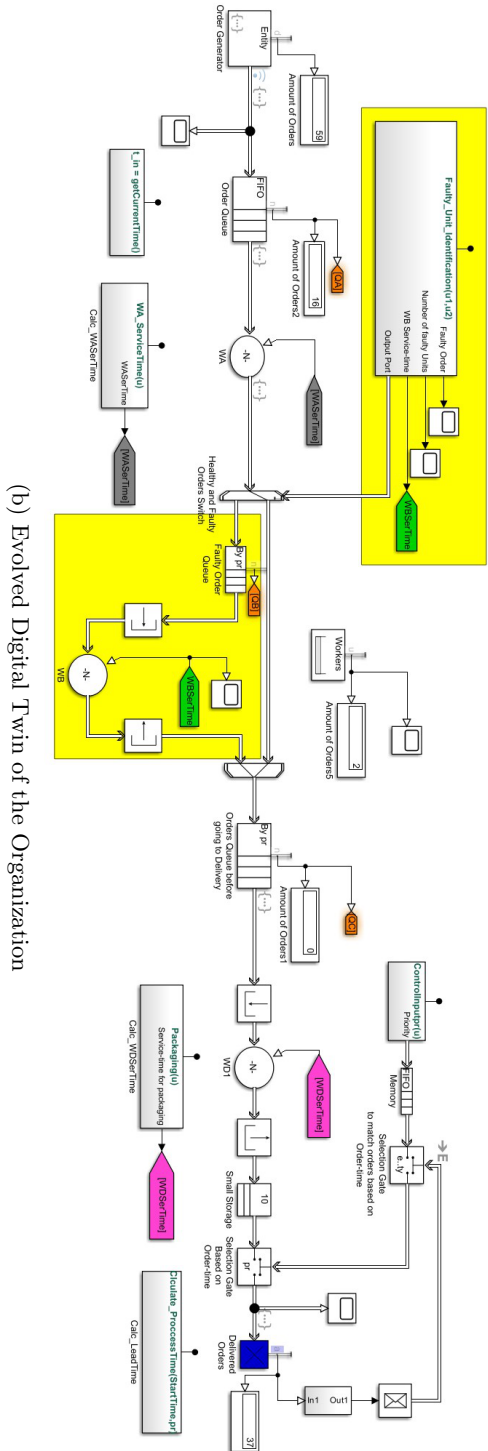 Entity
{...}
Order Generator
d
59
Amount of Orders
{...}
t_in = getCurrentTime()
FIFO
Order Queue
n
16
Amount of Orders2
[QA]
{...}
Faulty_Unit_Identification(u1,u2)
Faulty Order
Number of faulty Units
WB Service-time
Output Port
WBSerTime
WA_ServiceTime(u)
WASerTime
Calc_WASerTime
[WASerTime]
-N-
WA
{...}
[WASerTime]
Healthy and Faulty
Orders Switch
By pr
n
Faulty Order
Queue
[QB]
-N-
WB
WBSerTime
Workers
u
2
Amount of Orders5
By pr
n
Orders Queue before
going to Delivery
{...}
0
Amount of Orders1
[QC]
-N-
WD1
[WDSerTime]
Packaging(u)
Service-time for packaging
Calc_WDSerTime
[WDSerTime]
ControlInputpr(u)
Priority
FIFO
Memory
E
e..ty
Selection Gate
to match orders based on
Order-time
10
Small Storage
pr
Selection Gate
Based on
Order-time
{...}
Delivered
Orders
a
37
In1
Out1
Clculate_ProccessTime(StartTime,pr)
Calc_LeadTime
(b) Evolved Digital Twin of the Organization